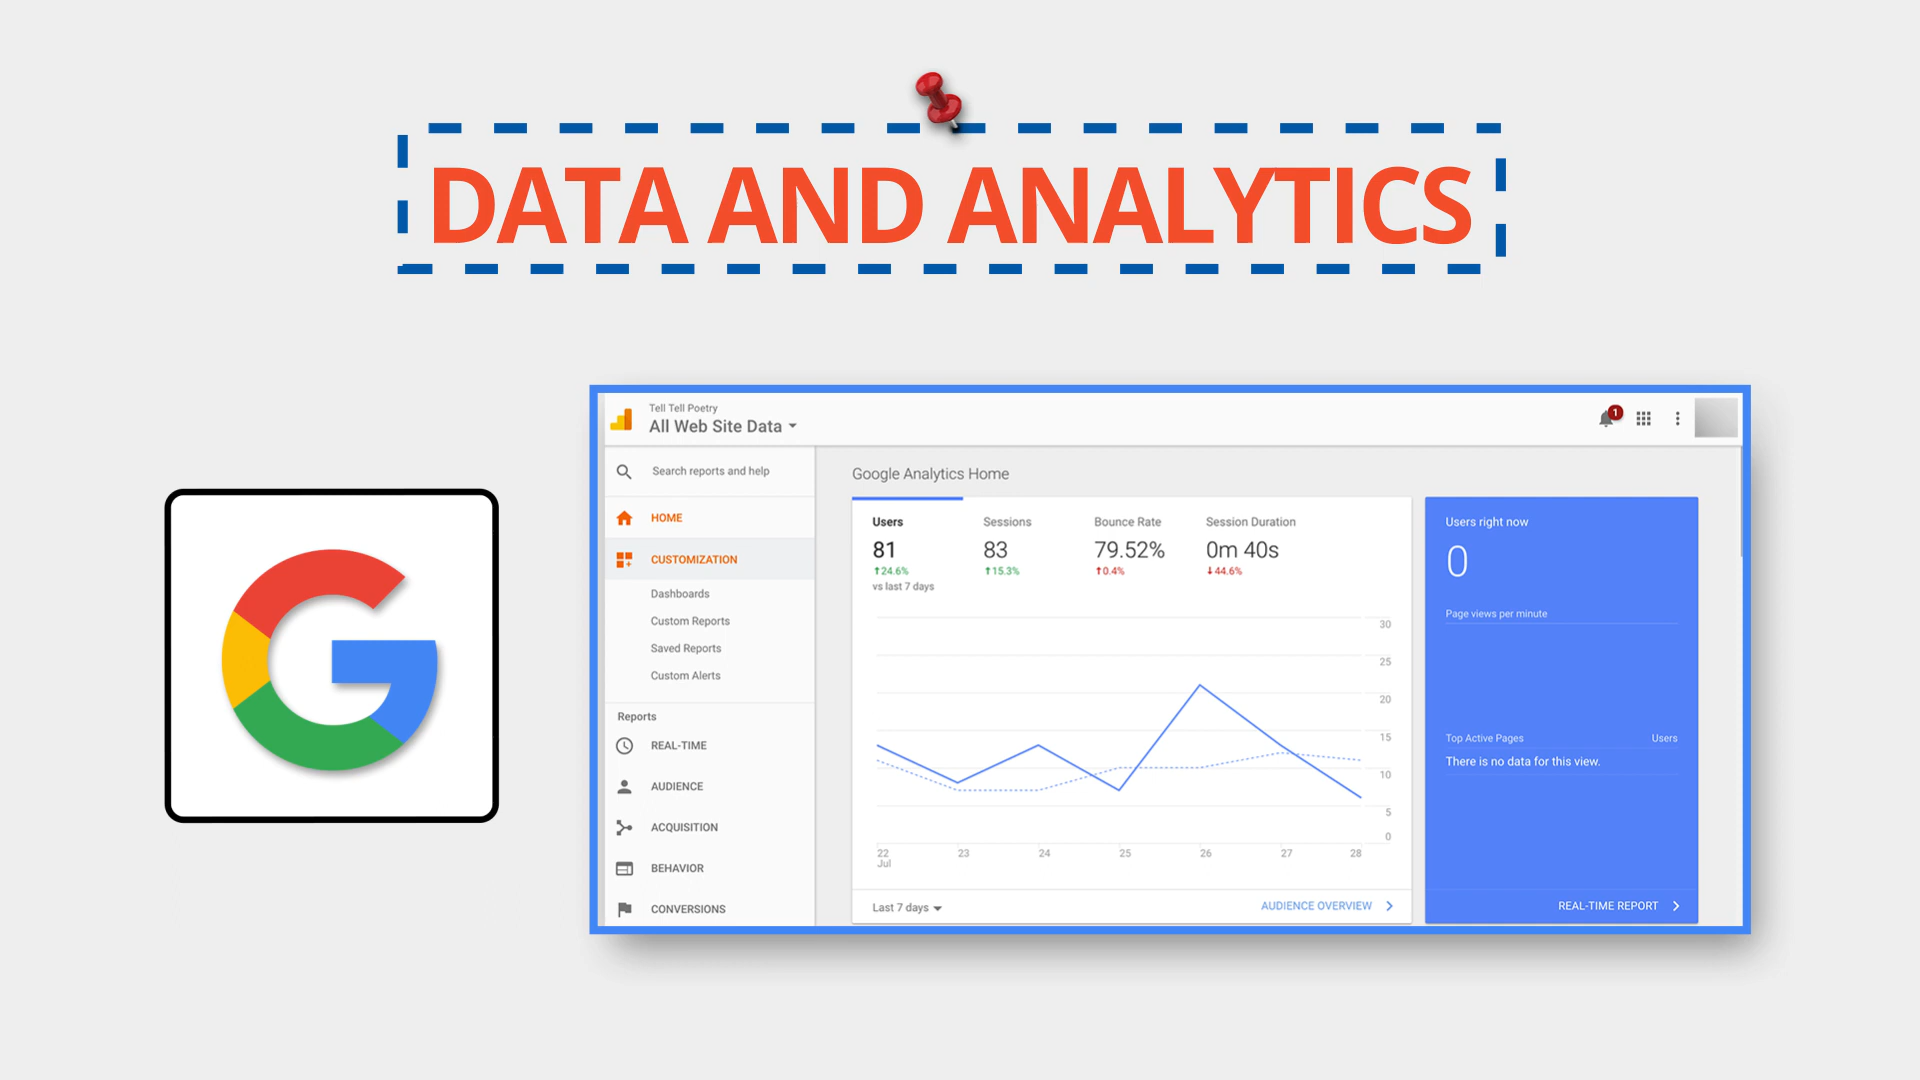 DATA AND ANALYTICS
Tell Tell Poetry
All Web Site Data
1
Search reports and help
HOME
CUSTOMIZATION
Dashboards
Custom Reports
Saved Reports
Custom Alerts
Reports
REAL-TIME
AUDIENCE
ACQUISITION
BEHAVIOR
CONVERSIONS
Google Analytics Home
Users Sessions Bounce Rate Session Duration
81 83 79.52% 0m 40s
↑24.6% ↑15.3% ↑0.4% ↓44.6%
vs last 7 days
30
25
20
15
10
5
0
22 23 24 25 26 27 28
Jul
Last 7 days
AUDIENCE OVERVIEW
Users right now
0
Page views per minute
Top Active Pages Users
There is no data for this view.
REAL-TIME REPORT